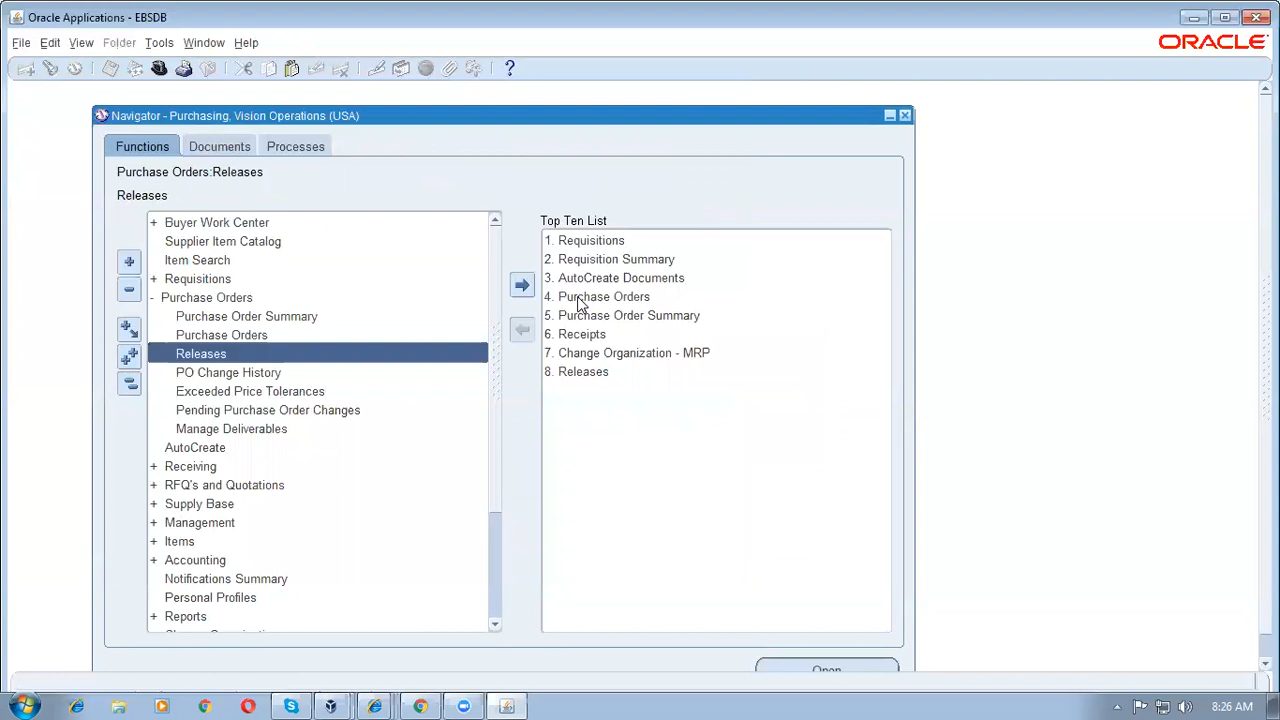 Oracle Applications - EBSDB
File Edit View Folder Tools Window Help
ORACLE
Navigator - Purchasing, Vision Operations (USA)
Functions Documents Processes
Purchase Orders:Releases
Releases
+ Buyer Work Center
Supplier Item Catalog
Item Search
+ Requisitions
- Purchase Orders
Purchase Order Summary
Purchase Orders
Releases
PO Change History
Exceeded Price Tolerances
Pending Purchase Order Changes
Manage Deliverables
AutoCreate
+ Receiving
+ RFQ's and Quotations
+ Supply Base
+ Management
+ Items
+ Accounting
Notifications Summary
Personal Profiles
+ Reports
Top Ten List
1. Requisitions
2. Requisition Summary
3. AutoCreate Documents
4. Purchase Orders
5. Purchase Order Summary
6. Receipts
7. Change Organization - MRP
8. Releases
Open
8:26 AM